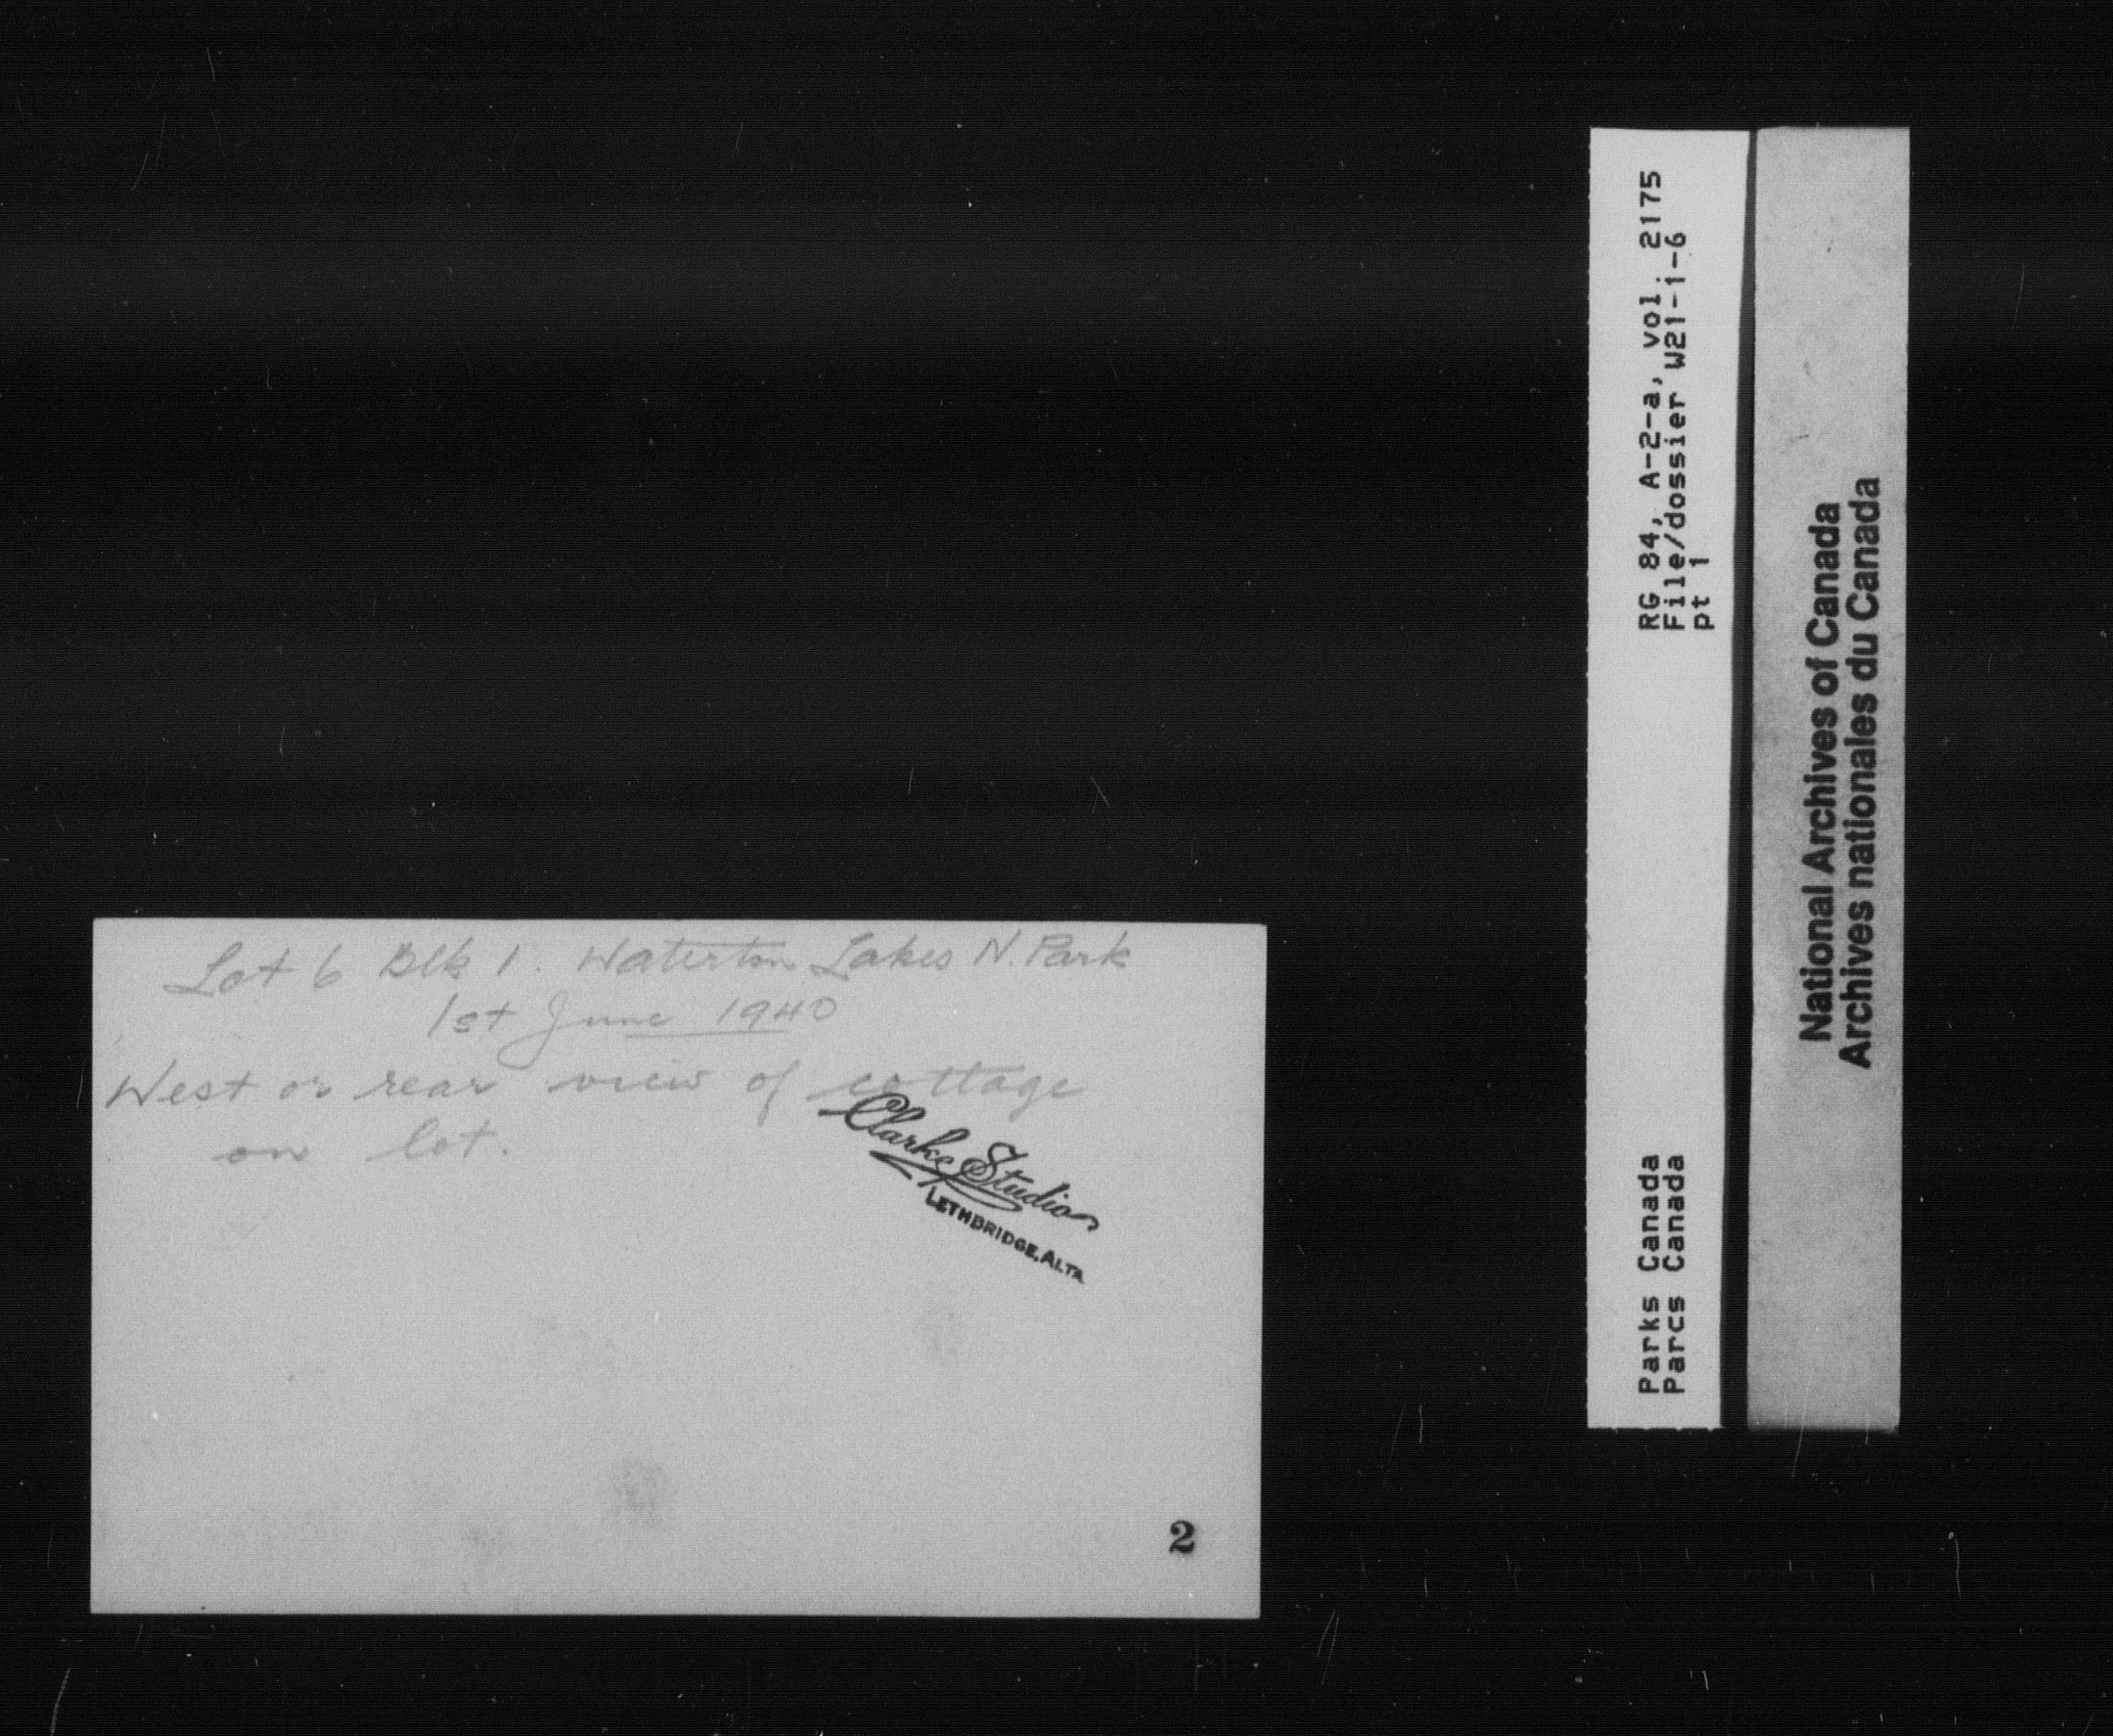 Lot 6 Blk 1. Waterton Lakes N. Park
1st June 1940
West or rear view of cottage
on lot.
Clarke Studio
LETHBRIDGE, ALTA
2
RG 84, A-2-a, vol. 2175
File/dossier W21-1-6
pt 1
Parks Canada
Parcs Canada
National Archives of Canada
Archives nationales du Canada